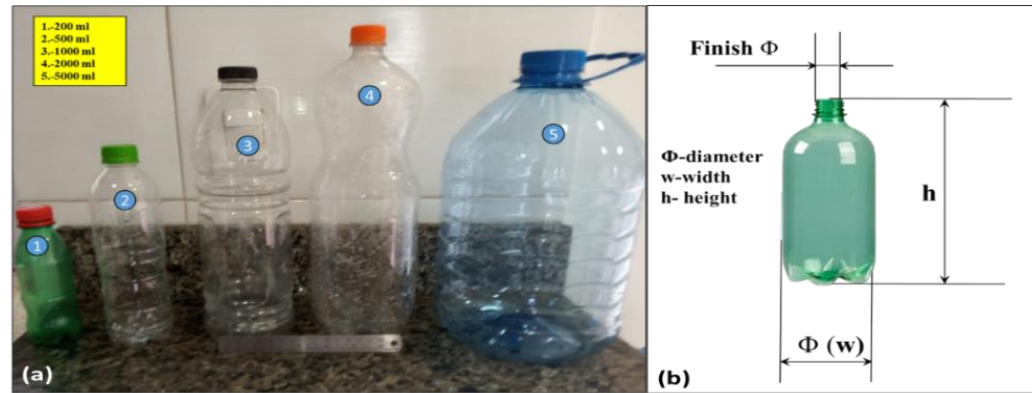 1.-200 ml
2.-500 ml
3.-1000 ml
4.-2000 ml
5.-5000 ml
1
2
3
4
5
(a)
Finish Φ
Φ-diameter
w-width
h- height
h
Φ (w)
(b)